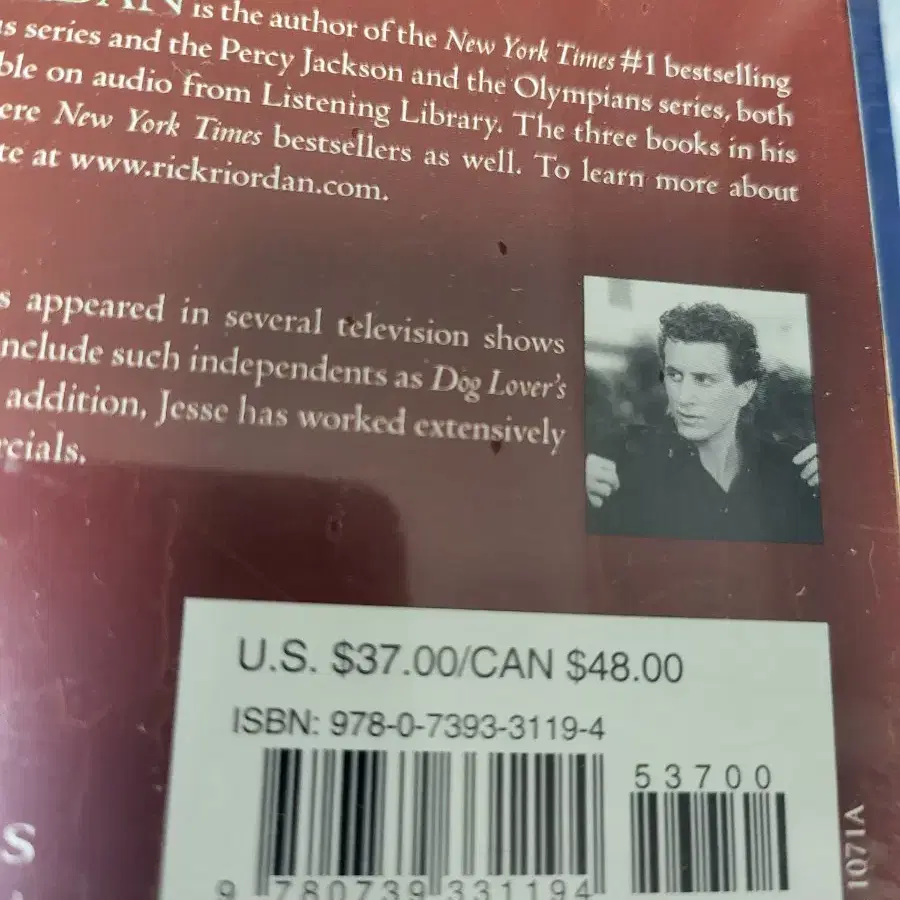 DAN is the author of the New York Times #1 bestselling
us series and the Percy Jackson and the Olympians series, both
ble on audio from Listening Library. The three books in his
ere New York Times bestsellers as well. To learn more about
te at www.rickriordan.com.
s appeared in several television shows
nclude such independents as Dog Lover's
addition, Jesse has worked extensively
rcials.
U.S. $37.00/CAN $48.00
ISBN: 978-0-7393-3119-4
53700
9 780739 331194
1071A
S